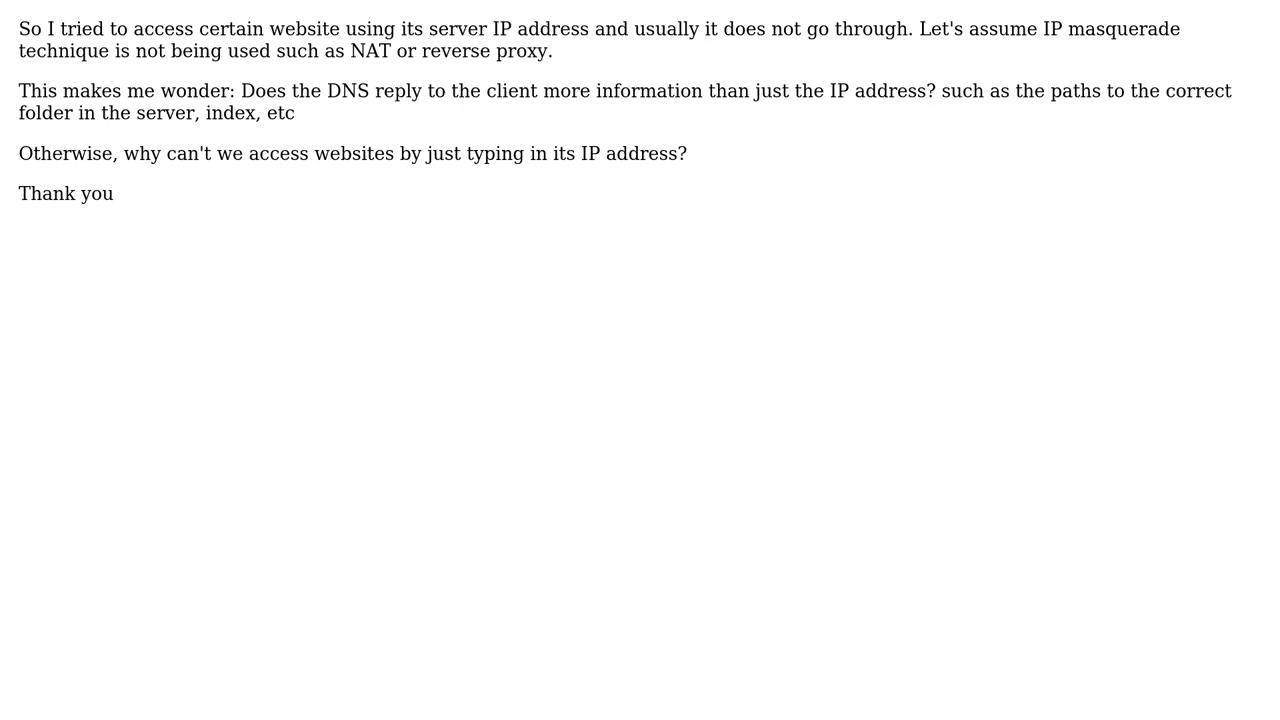 So I tried to access certain website using its server IP address and usually it does not go through. Let's assume IP masquerade
technique is not being used such as NAT or reverse proxy.
This makes me wonder: Does the DNS reply to the client more information than just the IP address? such as the paths to the correct
folder in the server, index, etc
Otherwise, why can't we access websites by just typing in its IP address?
Thank you